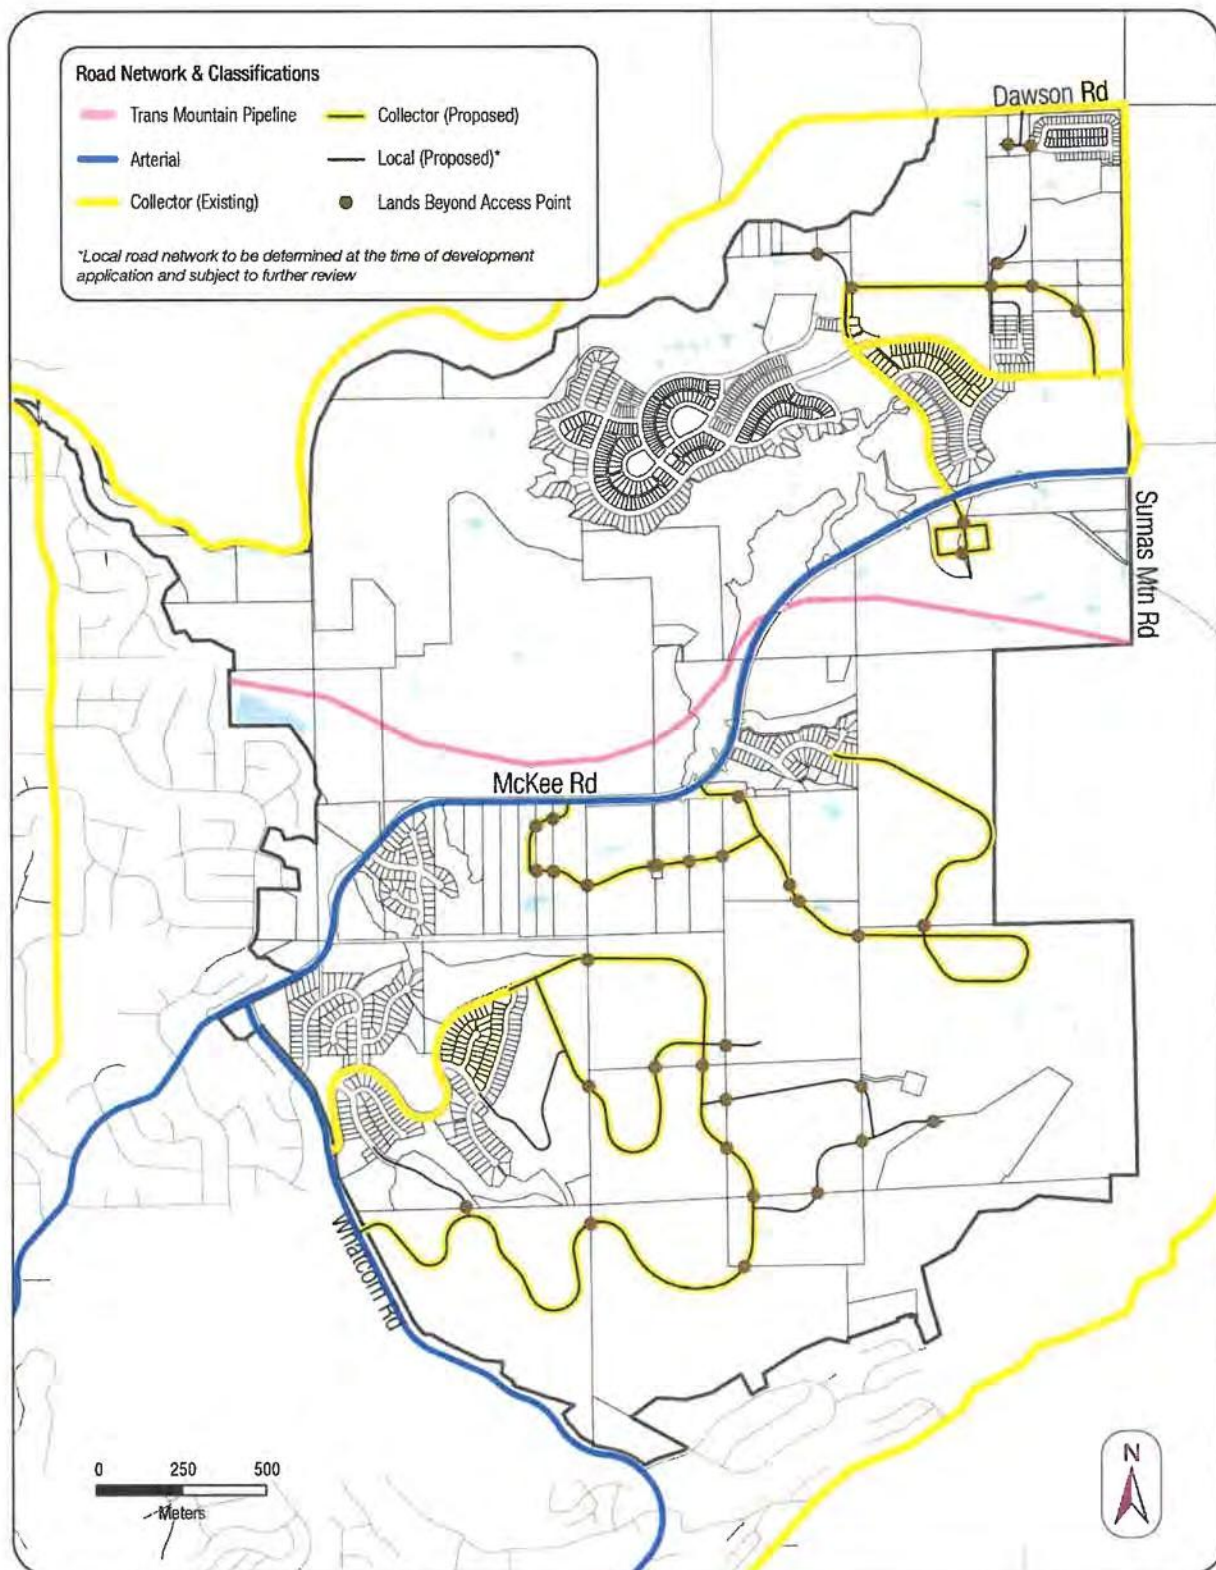 Road Network & Classifications
Trans Mountain Pipeline
Collector (Proposed)
Arterial
Local (Proposed)*
Collector (Existing)
Lands Beyond Access Point
*Local road network to be determined at the time of development
application and subject to further review
Dawson Rd
Sumas Mtn Rd
McKee Rd
Whatcom Rd
0 250 500
Meters
N